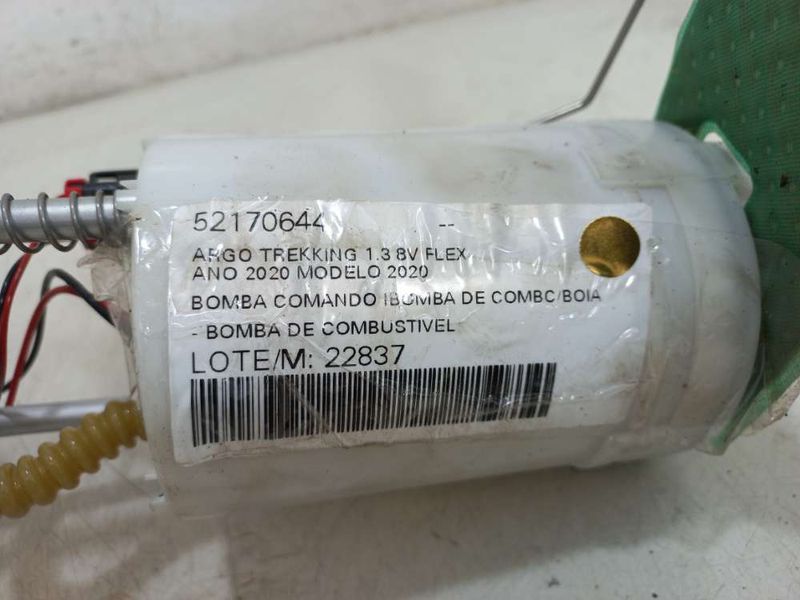 52170644 --
ARGO TREKKING 1.3 8V FLEX
ANO 2020 MODELO 2020
BOMBA COMANDO (BOMBA DE COMBC/BOIA
- BOMBA DE COMBUSTIVEL
LOTE/M: 22837